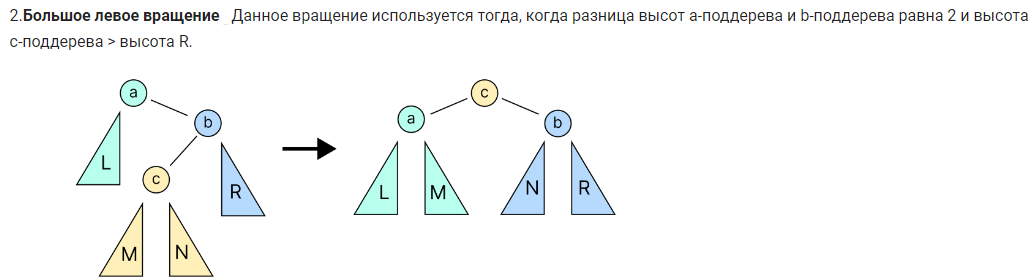 2.Большое левое вращение Данное вращение используется тогда, когда разница высот a-поддерева и b-поддерева равна 2 и высота
c-поддерева > высота R.
a
c
b
a
b
L
c
R
L
M
N
R
M
N